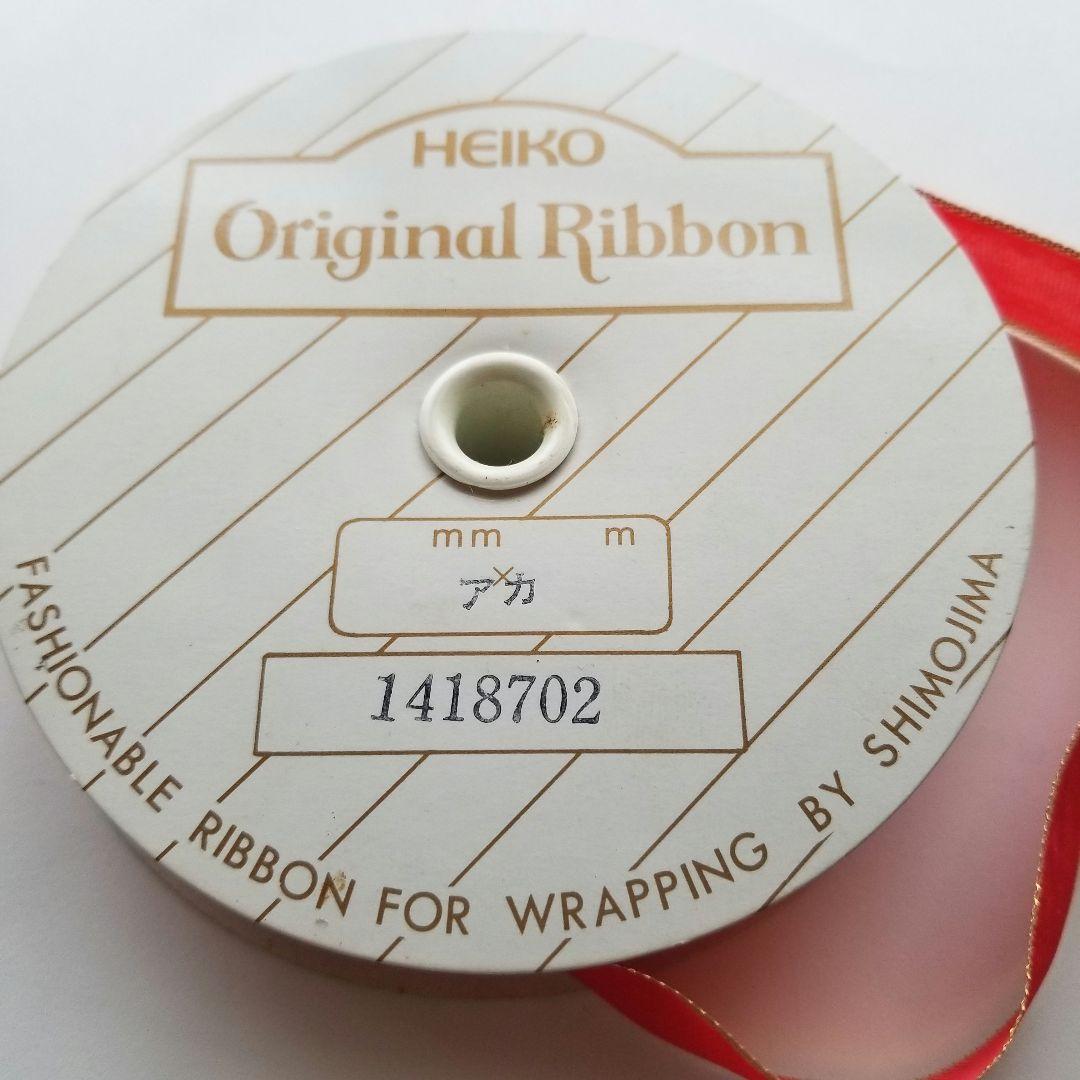 HEIKO
Original Ribbon
mm × m
アカ
1418702
FASHIONABLE RIBBON FOR WRAPPING BY SHIMOJIMA